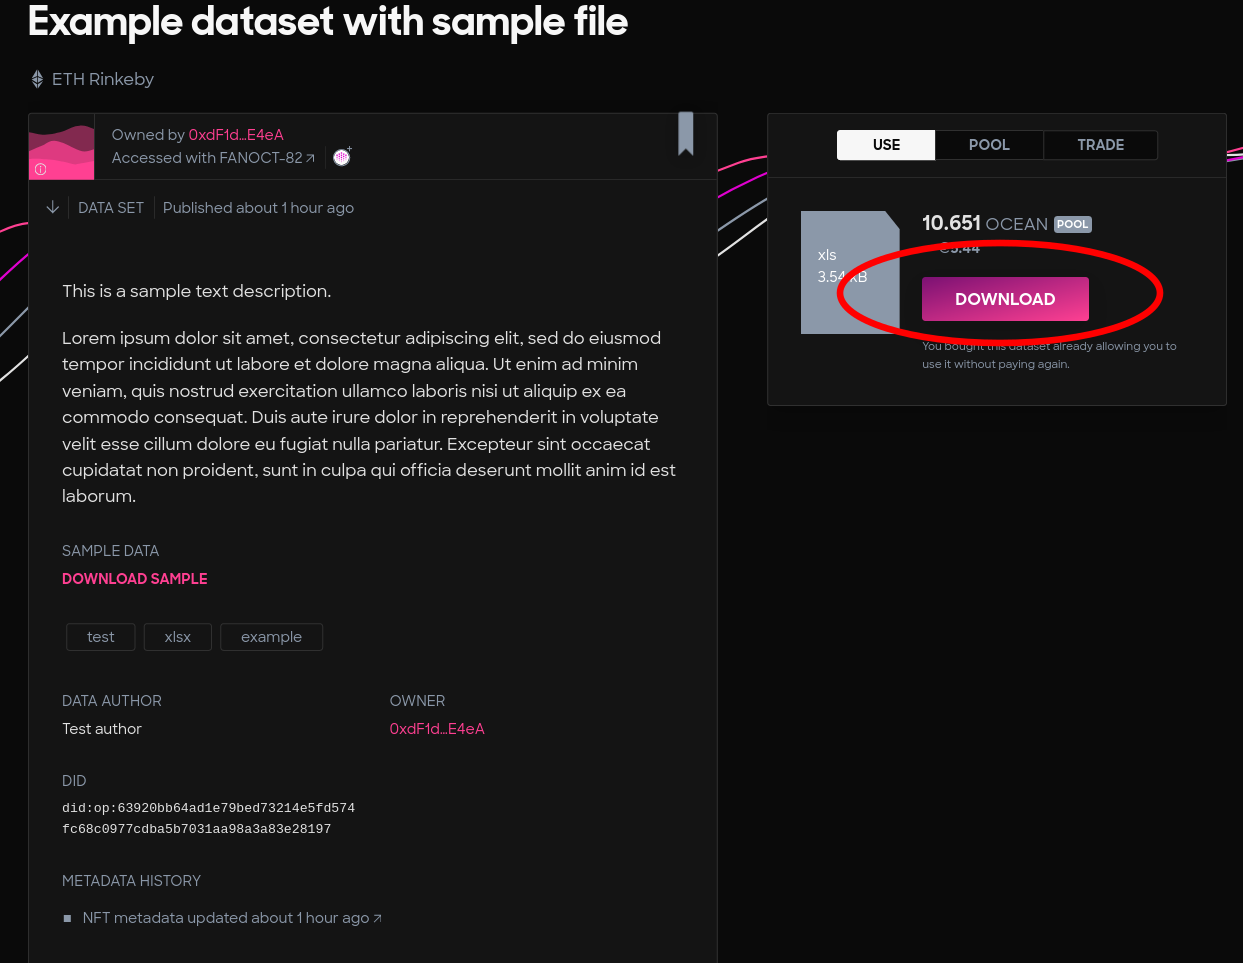 Example dataset with sample file
ETH Rinkeby
Owned by 0xdF1d…E4eA
Accessed with FANOCT-82
DATA SET
Published about 1 hour ago
This is a sample text description.
Lorem ipsum dolor sit amet, consectetur adipiscing elit, sed do eiusmod
tempor incididunt ut labore et dolore magna aliqua. Ut enim ad minim
veniam, quis nostrud exercitation ullamco laboris nisi ut aliquip ex ea
commodo consequat. Duis aute irure dolor in reprehenderit in voluptate
velit esse cillum dolore eu fugiat nulla pariatur. Excepteur sint occaecat
cupidatat non proident, sunt in culpa qui officia deserunt mollit anim id est
laborum.
SAMPLE DATA
DOWNLOAD SAMPLE
test xlsx example
DATA AUTHOR
Test author
OWNER
0xdF1d…E4eA
DID
did:op:63920bb64ad1e79bed73214e5fd574
fc68c0977cdba5b7031aa98a3a83e28197
METADATA HISTORY
NFT metadata updated about 1 hour ago
USE POOL TRADE
xls
3.54 kB
10.651 OCEAN POOL
DOWNLOAD
You bought this dataset already allowing you to
use it without paying again.